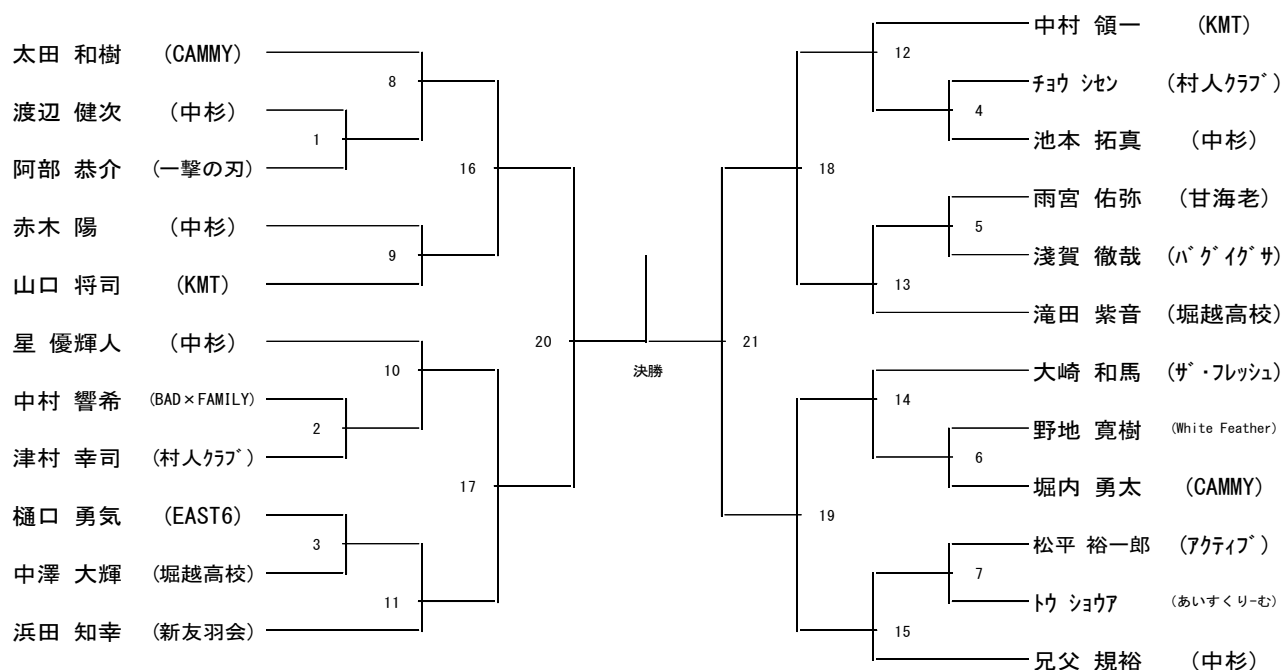 太田 和樹 (CAMMY)
渡辺 健次 (中杉)
阿部 恭介 (一撃の刃)
赤木 陽 (中杉)
山口 将司 (KMT)
星 優輝人 (中杉)
中村 響希 (BAD×FAMILY)
津村 幸司 (村人ｸﾗﾌﾞ)
樋口 勇気 (EAST6)
中澤 大輝 (堀越高校)
浜田 知幸 (新友羽会)
8
1
16
9
20
10
2
17
3
11
決勝
12
4
18
5
13
21
14
6
19
7
15
中村 領一 (KMT)
ﾁｮｳ ｼｾﾝ (村人ｸﾗﾌﾞ)
池本 拓真 (中杉)
雨宮 佑弥 (甘海老)
淺賀 徹哉 (ﾊﾞｸﾞｲｸﾞｻ)
滝田 紫音 (堀越高校)
大崎 和馬 (ｻﾞ・ﾌﾚｯｼｭ)
野地 寛樹 (White Feather)
堀内 勇太 (CAMMY)
松平 裕一郎 (ｱｸﾃｨﾌﾞ)
ﾄｳ ｼｮｳｱ (あいすくりーむ)
兄父 規裕 (中杉)